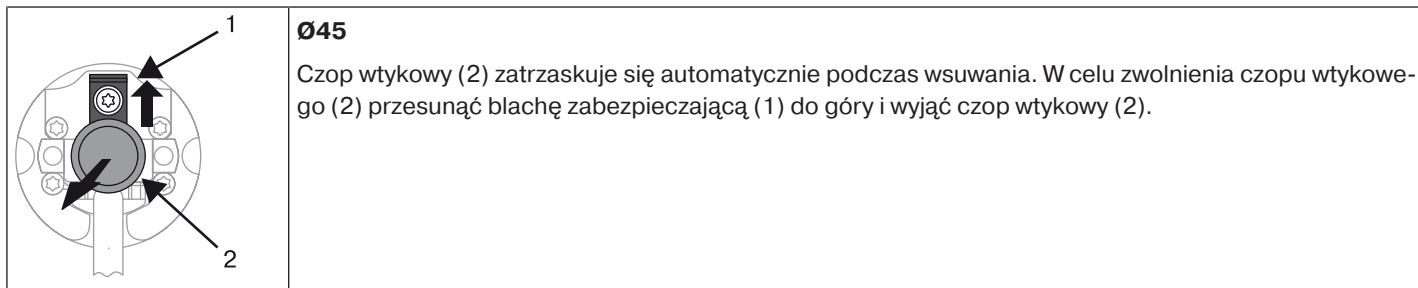 1
2
Ø45
Czop wtykowy (2) zatrzaskuje się automatycznie podczas wsuwania. W celu zwolnienia czopu wtykowe-
go (2) przesunąć blachę zabezpieczającą (1) do góry i wyjąć czop wtykowy (2).